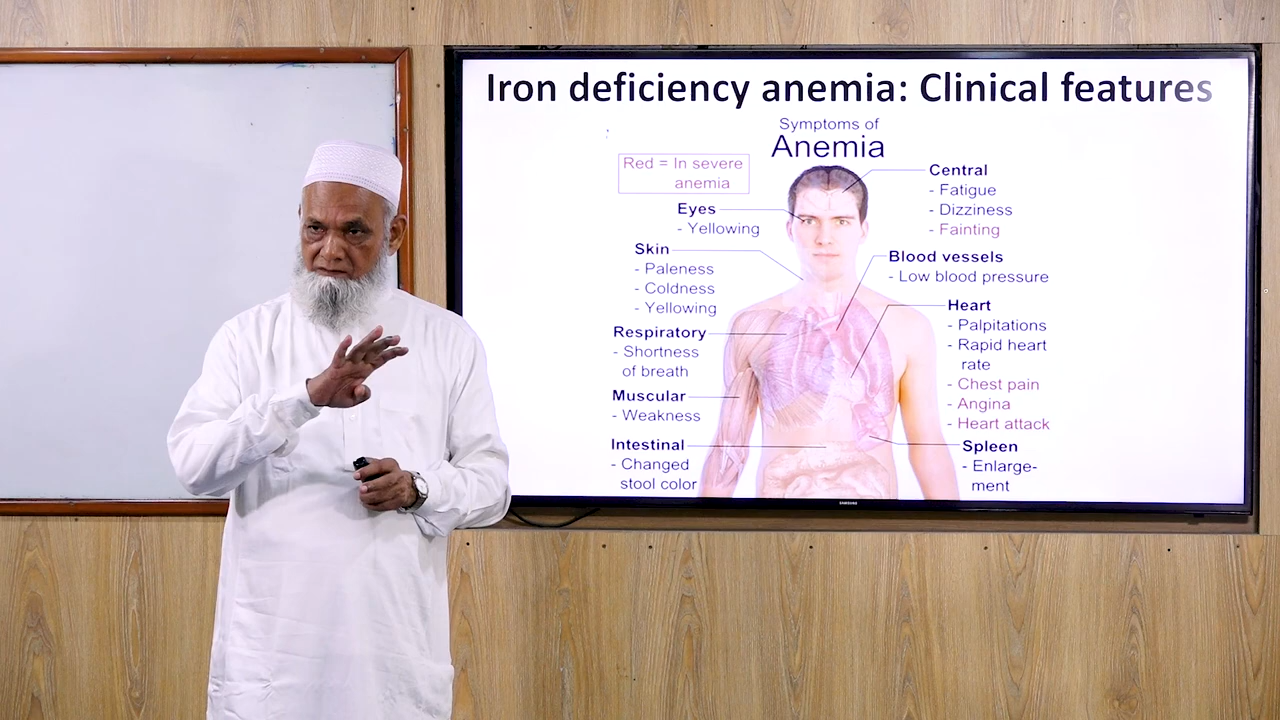 Iron deficiency anemia: Clinical features
Symptoms of
Anemia
Red = In severe
anemia
Eyes
- Yellowing
Skin
- Paleness
- Coldness
- Yellowing
Respiratory
- Shortness
of breath
Muscular
- Weakness
Intestinal
- Changed
stool color
Central
- Fatigue
- Dizziness
- Fainting
Blood vessels
- Low blood pressure
Heart
- Palpitations
- Rapid heart
rate
- Chest pain
- Angina
- Heart attack
Spleen
- Enlarge-
ment
SAMSUNG